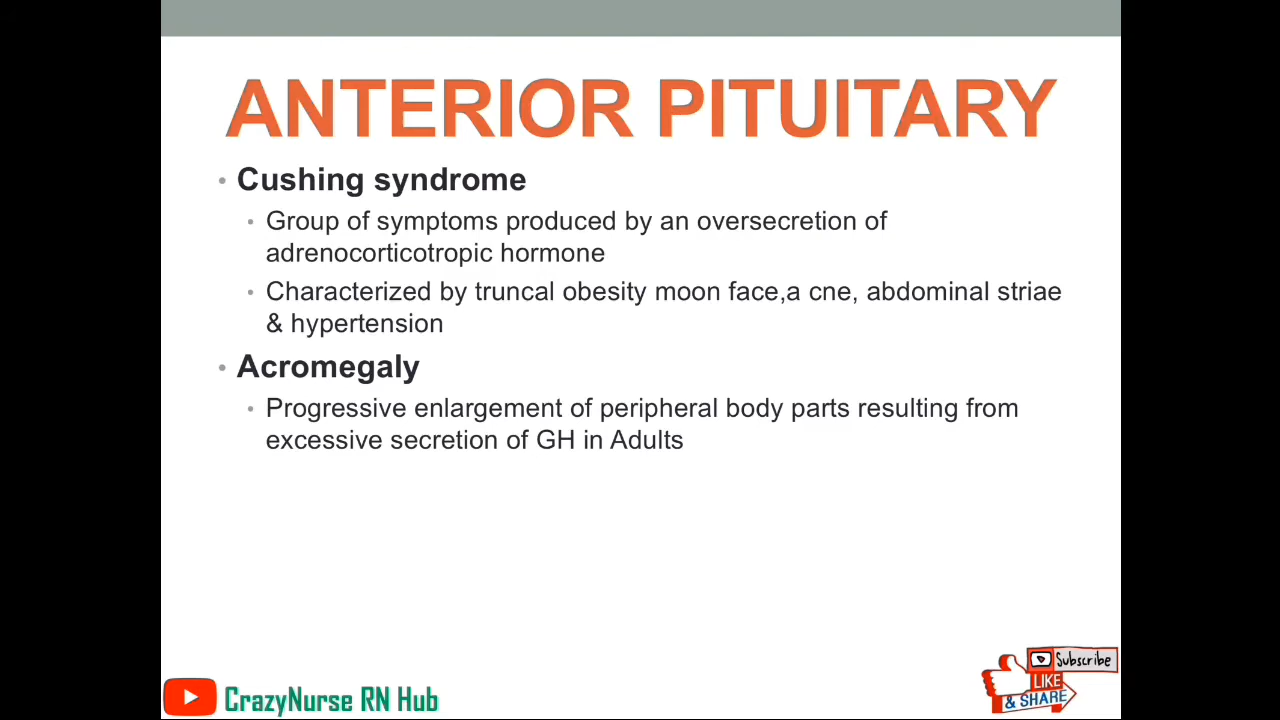 ANTERIOR PITUITARY
• Cushing syndrome
• Group of symptoms produced by an oversecretion of
adrenocorticotropic hormone
• Characterized by truncal obesity moon face,a cne, abdominal striae
& hypertension
• Acromegaly
• Progressive enlargement of peripheral body parts resulting from
excessive secretion of GH in Adults
Subscribe
LIKE
& SHARE
CrazyNurse RN Hub